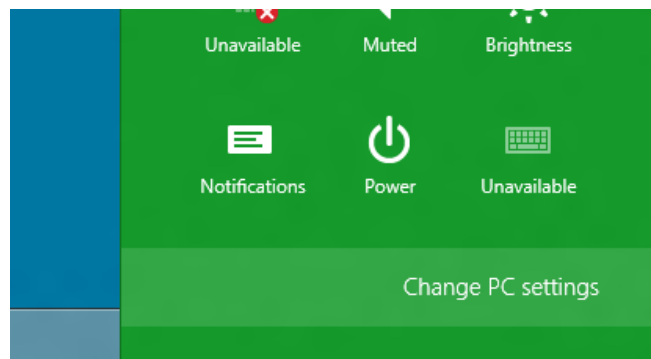 Unavailable Muted Brightness
Notifications Power Unavailable
Change PC settings